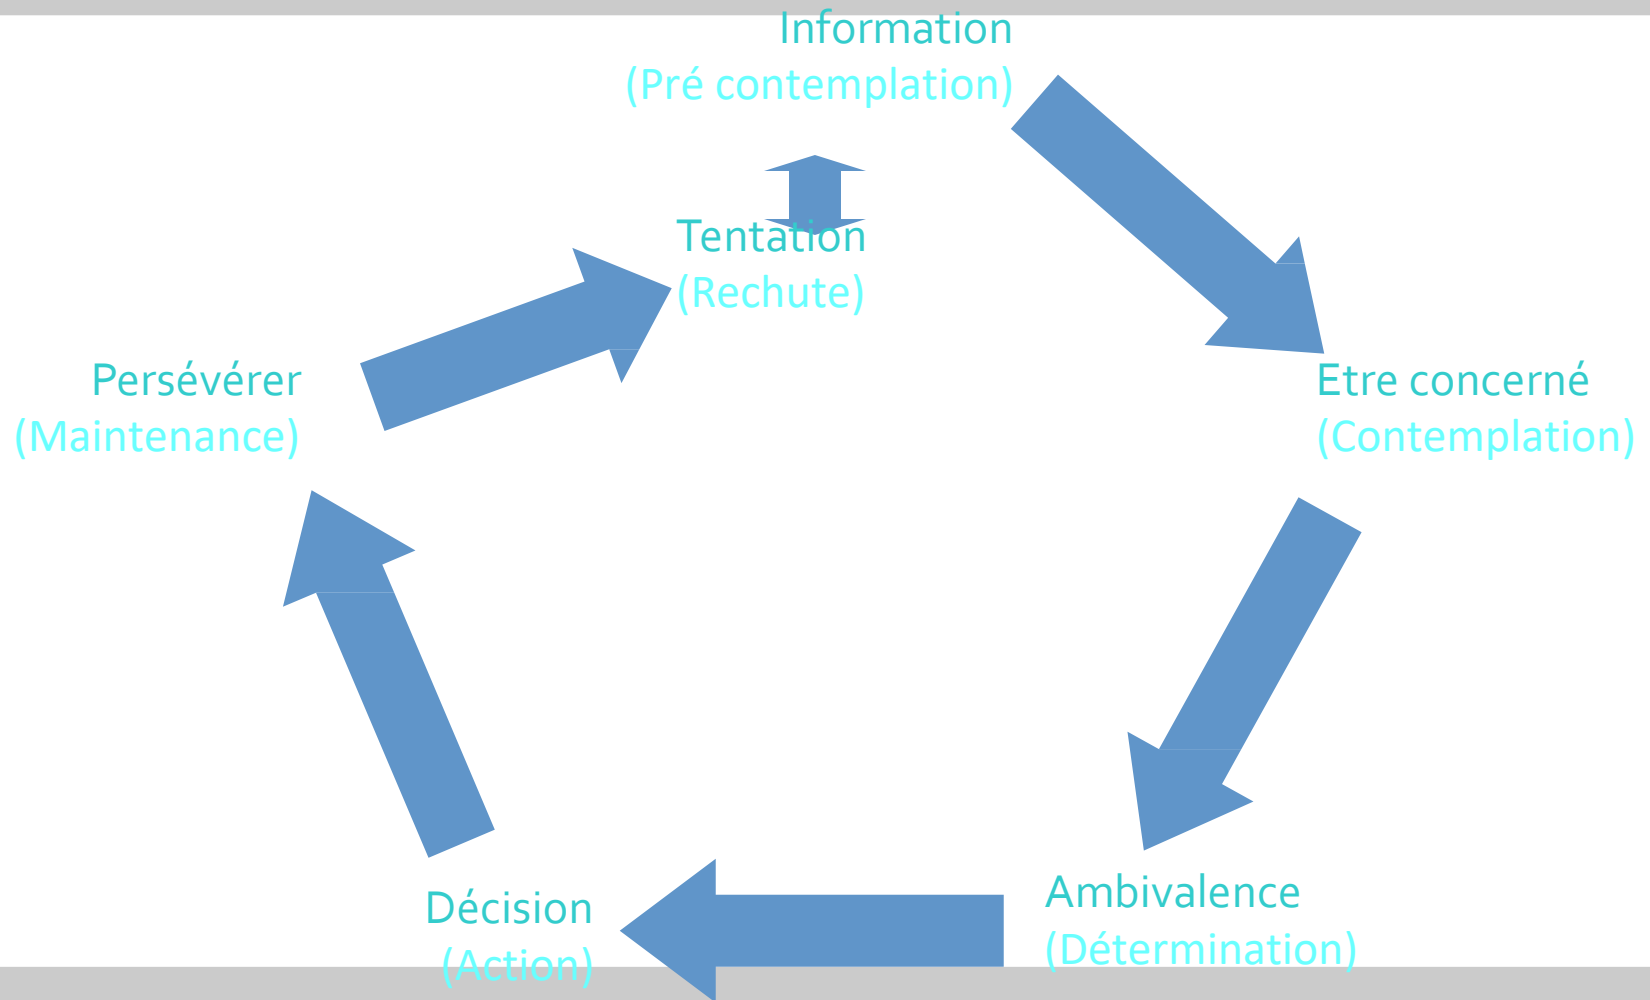 Information
(Pré contemplation)
Tentation
(Rechute)
Persévérer
(Maintenance)
Etre concerné
(Contemplation)
Décision
(Action)
Ambivalence
(Détermination)